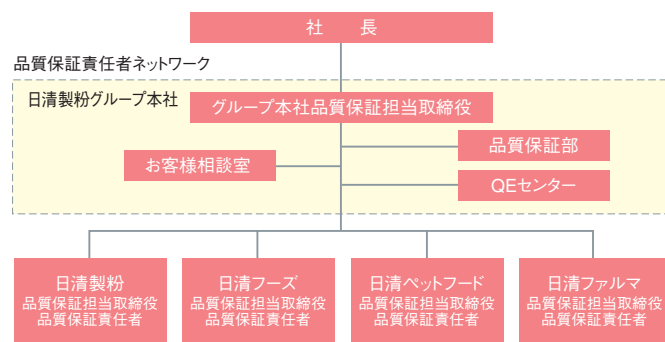 社 長
品質保証責任者ネットワーク
日清製粉グループ本社
グループ本社品質保証担当取締役
品質保証部
お客様相談室
QEセンター
日清製粉
品質保証担当取締役
品質保証責任者
日清フーズ
品質保証担当取締役
品質保証責任者
日清ペットフード
品質保証担当取締役
品質保証責任者
日清ファルマ
品質保証担当取締役
品質保証責任者